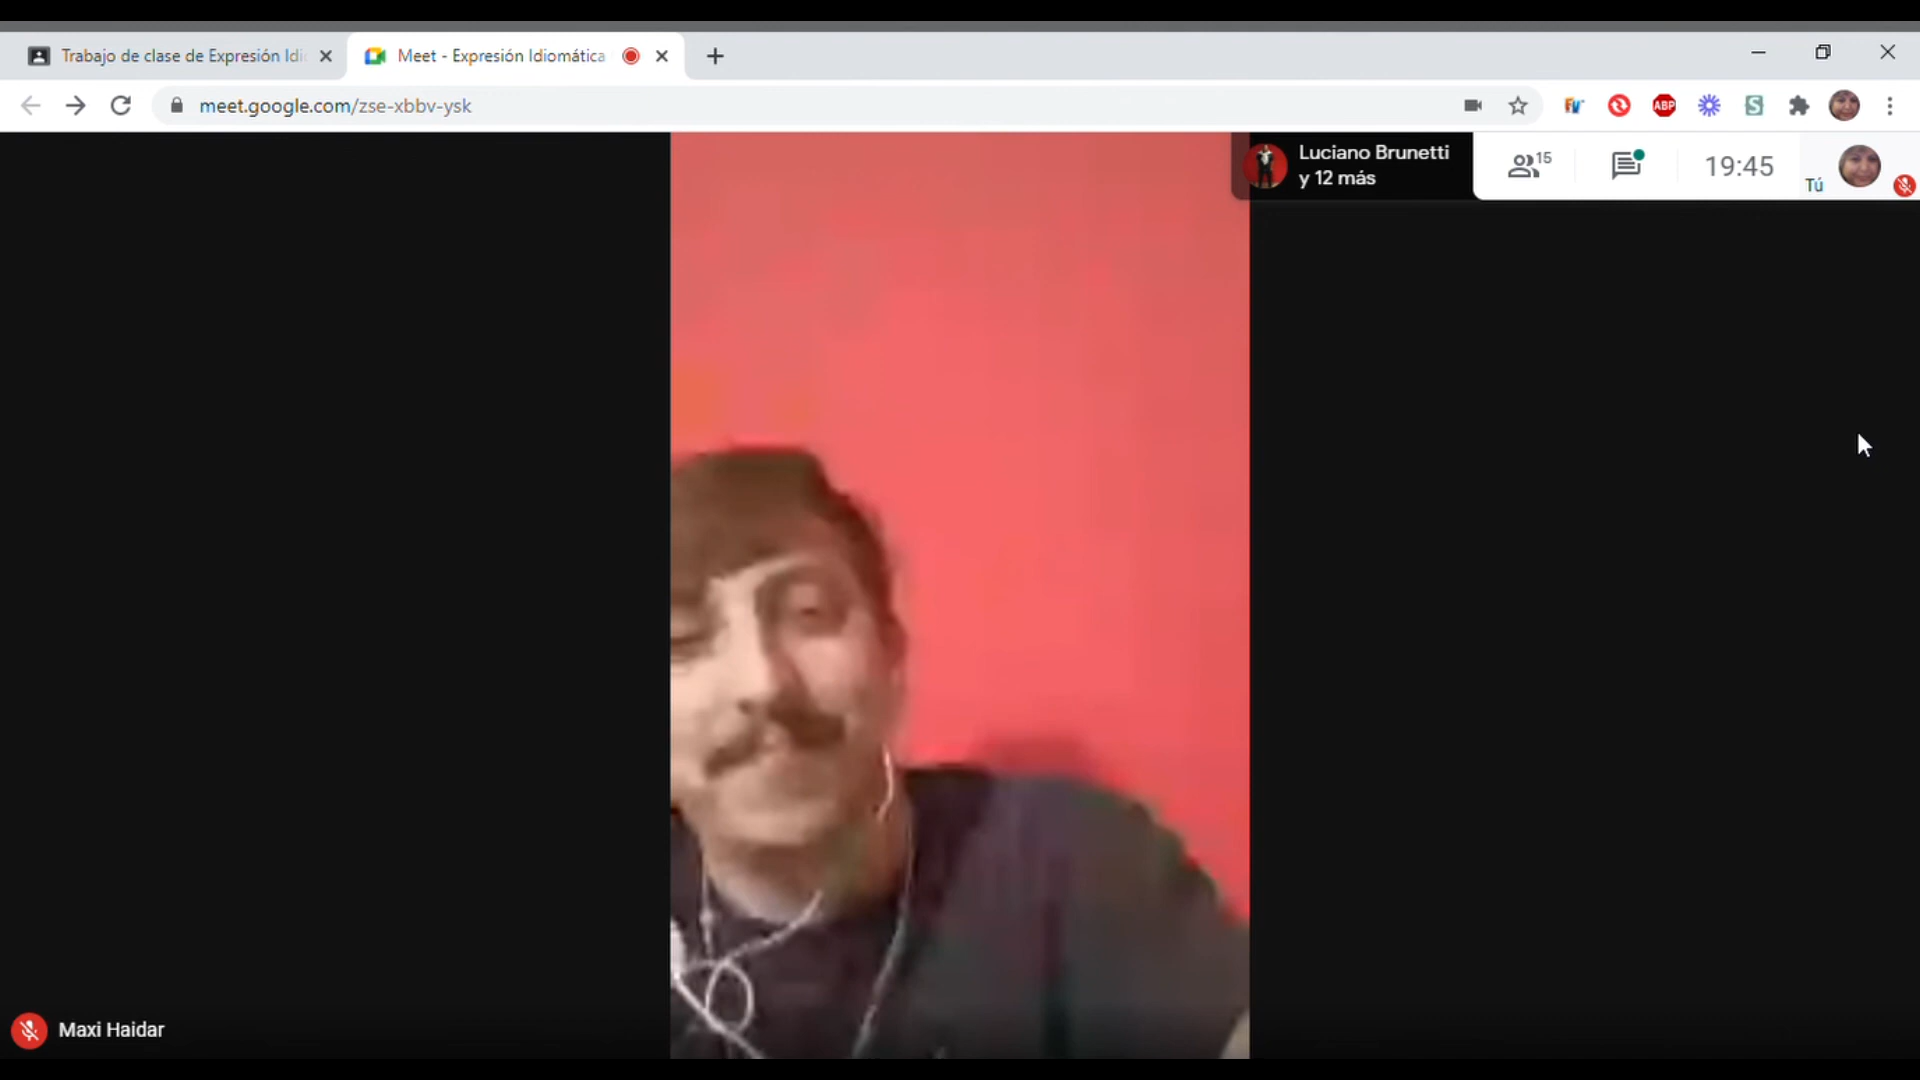 Trabajo de clase de Expresión Idi
Meet - Expresión Idiomática
meet.google.com/zse-xbbv-ysk
ABP
Luciano Brunetti
y 12 más
15
19:45
Tú
Maxi Haidar